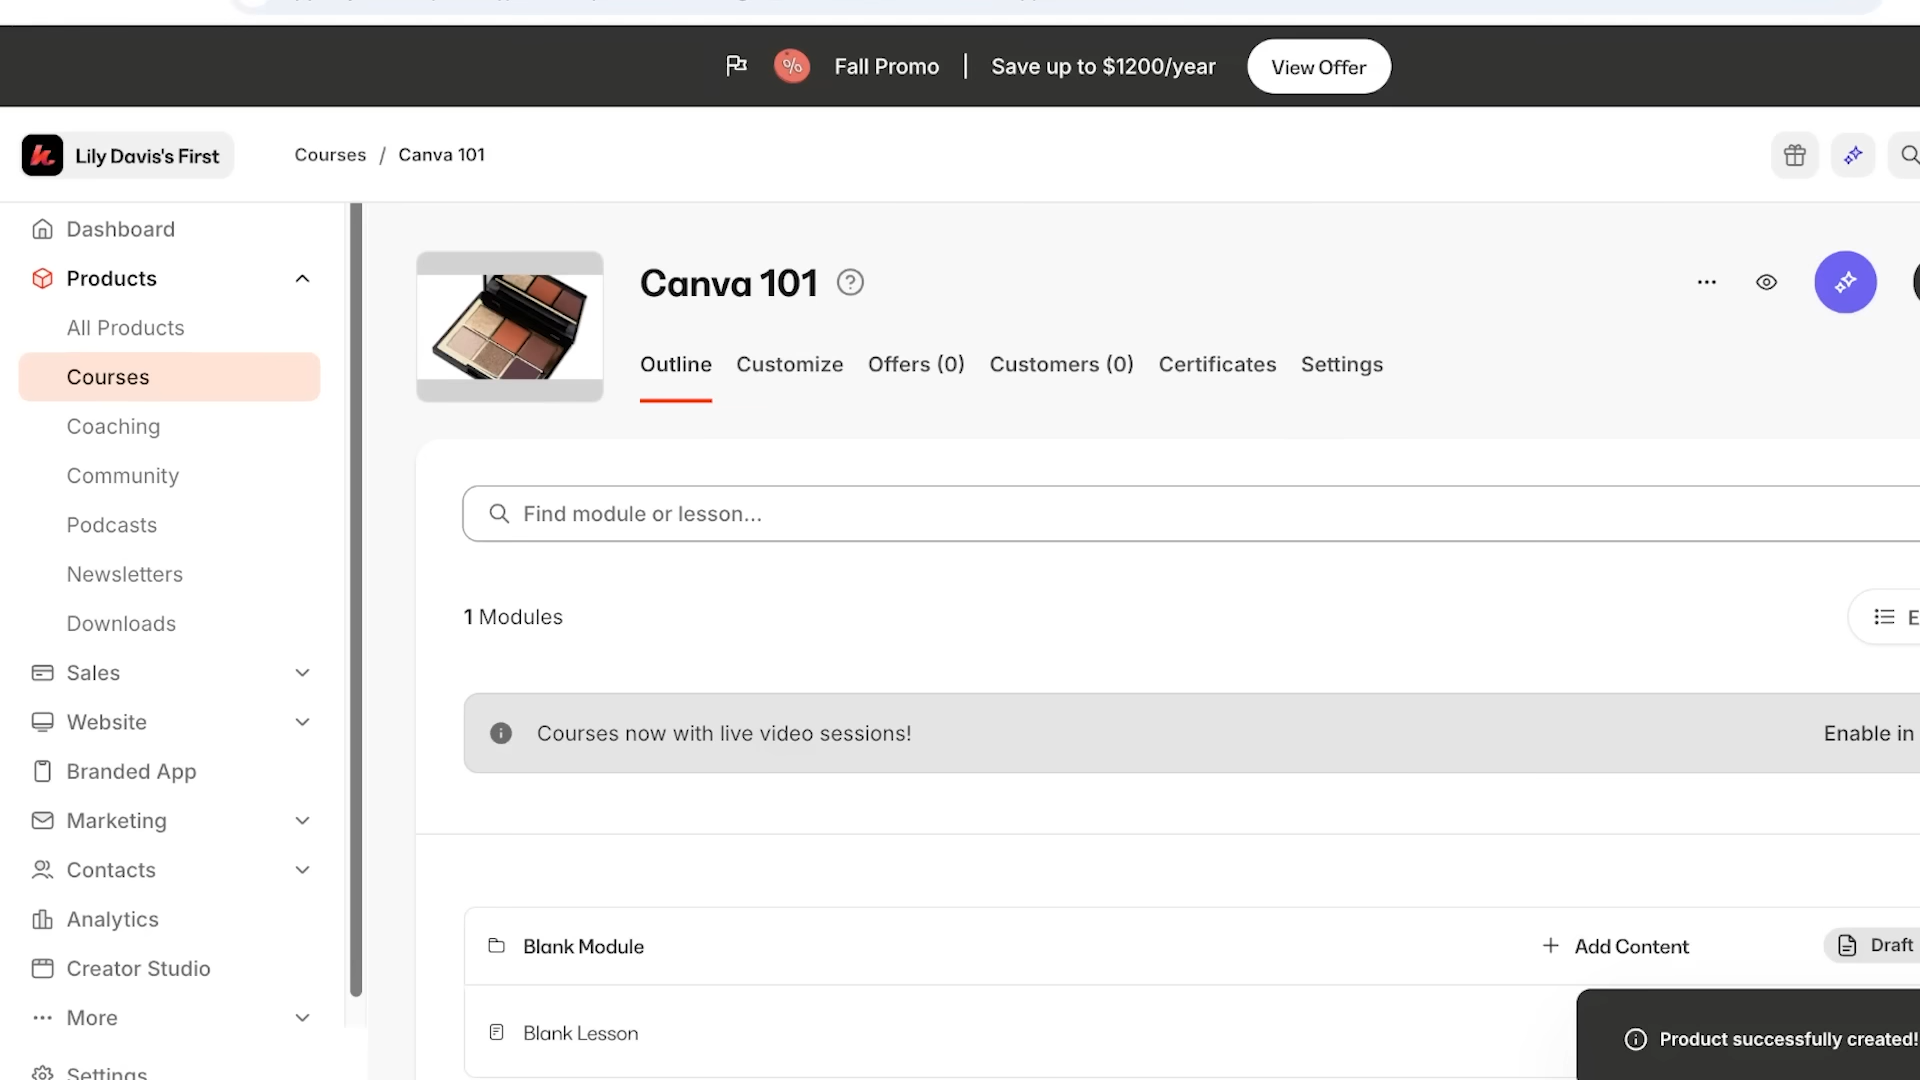 Fall Promo | Save up to $1200/year View Offer
Lily Davis's First
Courses / Canva 101
Dashboard
Products
All Products
Courses
Coaching
Community
Podcasts
Newsletters
Downloads
Sales
Website
Branded App
Marketing
Contacts
Analytics
Creator Studio
More
Settings
Canva 101
Outline Customize Offers (0) Customers (0) Certificates Settings
Find module or lesson...
1 Modules
E
Courses now with live video sessions! Enable in
Blank Module + Add Content Draft
Blank Lesson
Product successfully created!